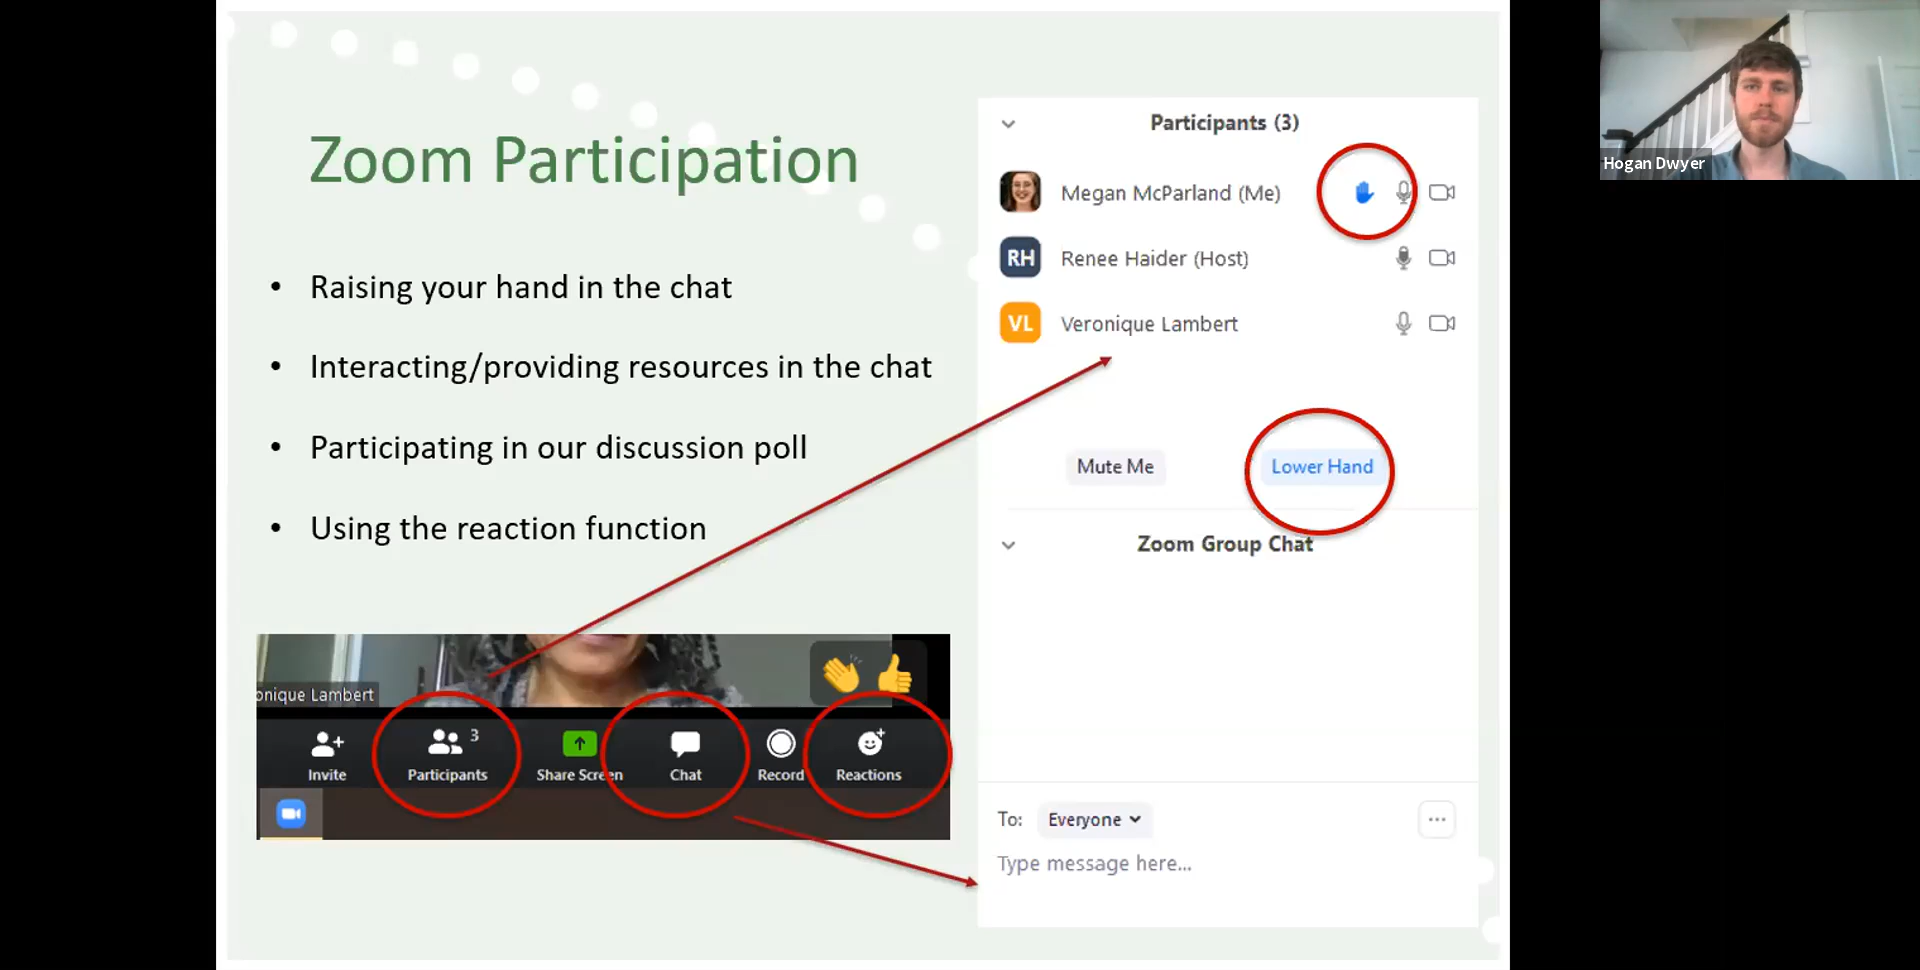 Zoom Participation
• Raising your hand in the chat
• Interacting/providing resources in the chat
• Participating in our discussion poll
• Using the reaction function
onique Lambert
3
Invite
Participants
Share Screen
Chat
Record
Reactions
Participants (3)
Megan McParland (Me)
RH Renee Haider (Host)
VL Veronique Lambert
Mute Me
Lower Hand
Zoom Group Chat
To: Everyone
Type message here...
Hogan Dwyer